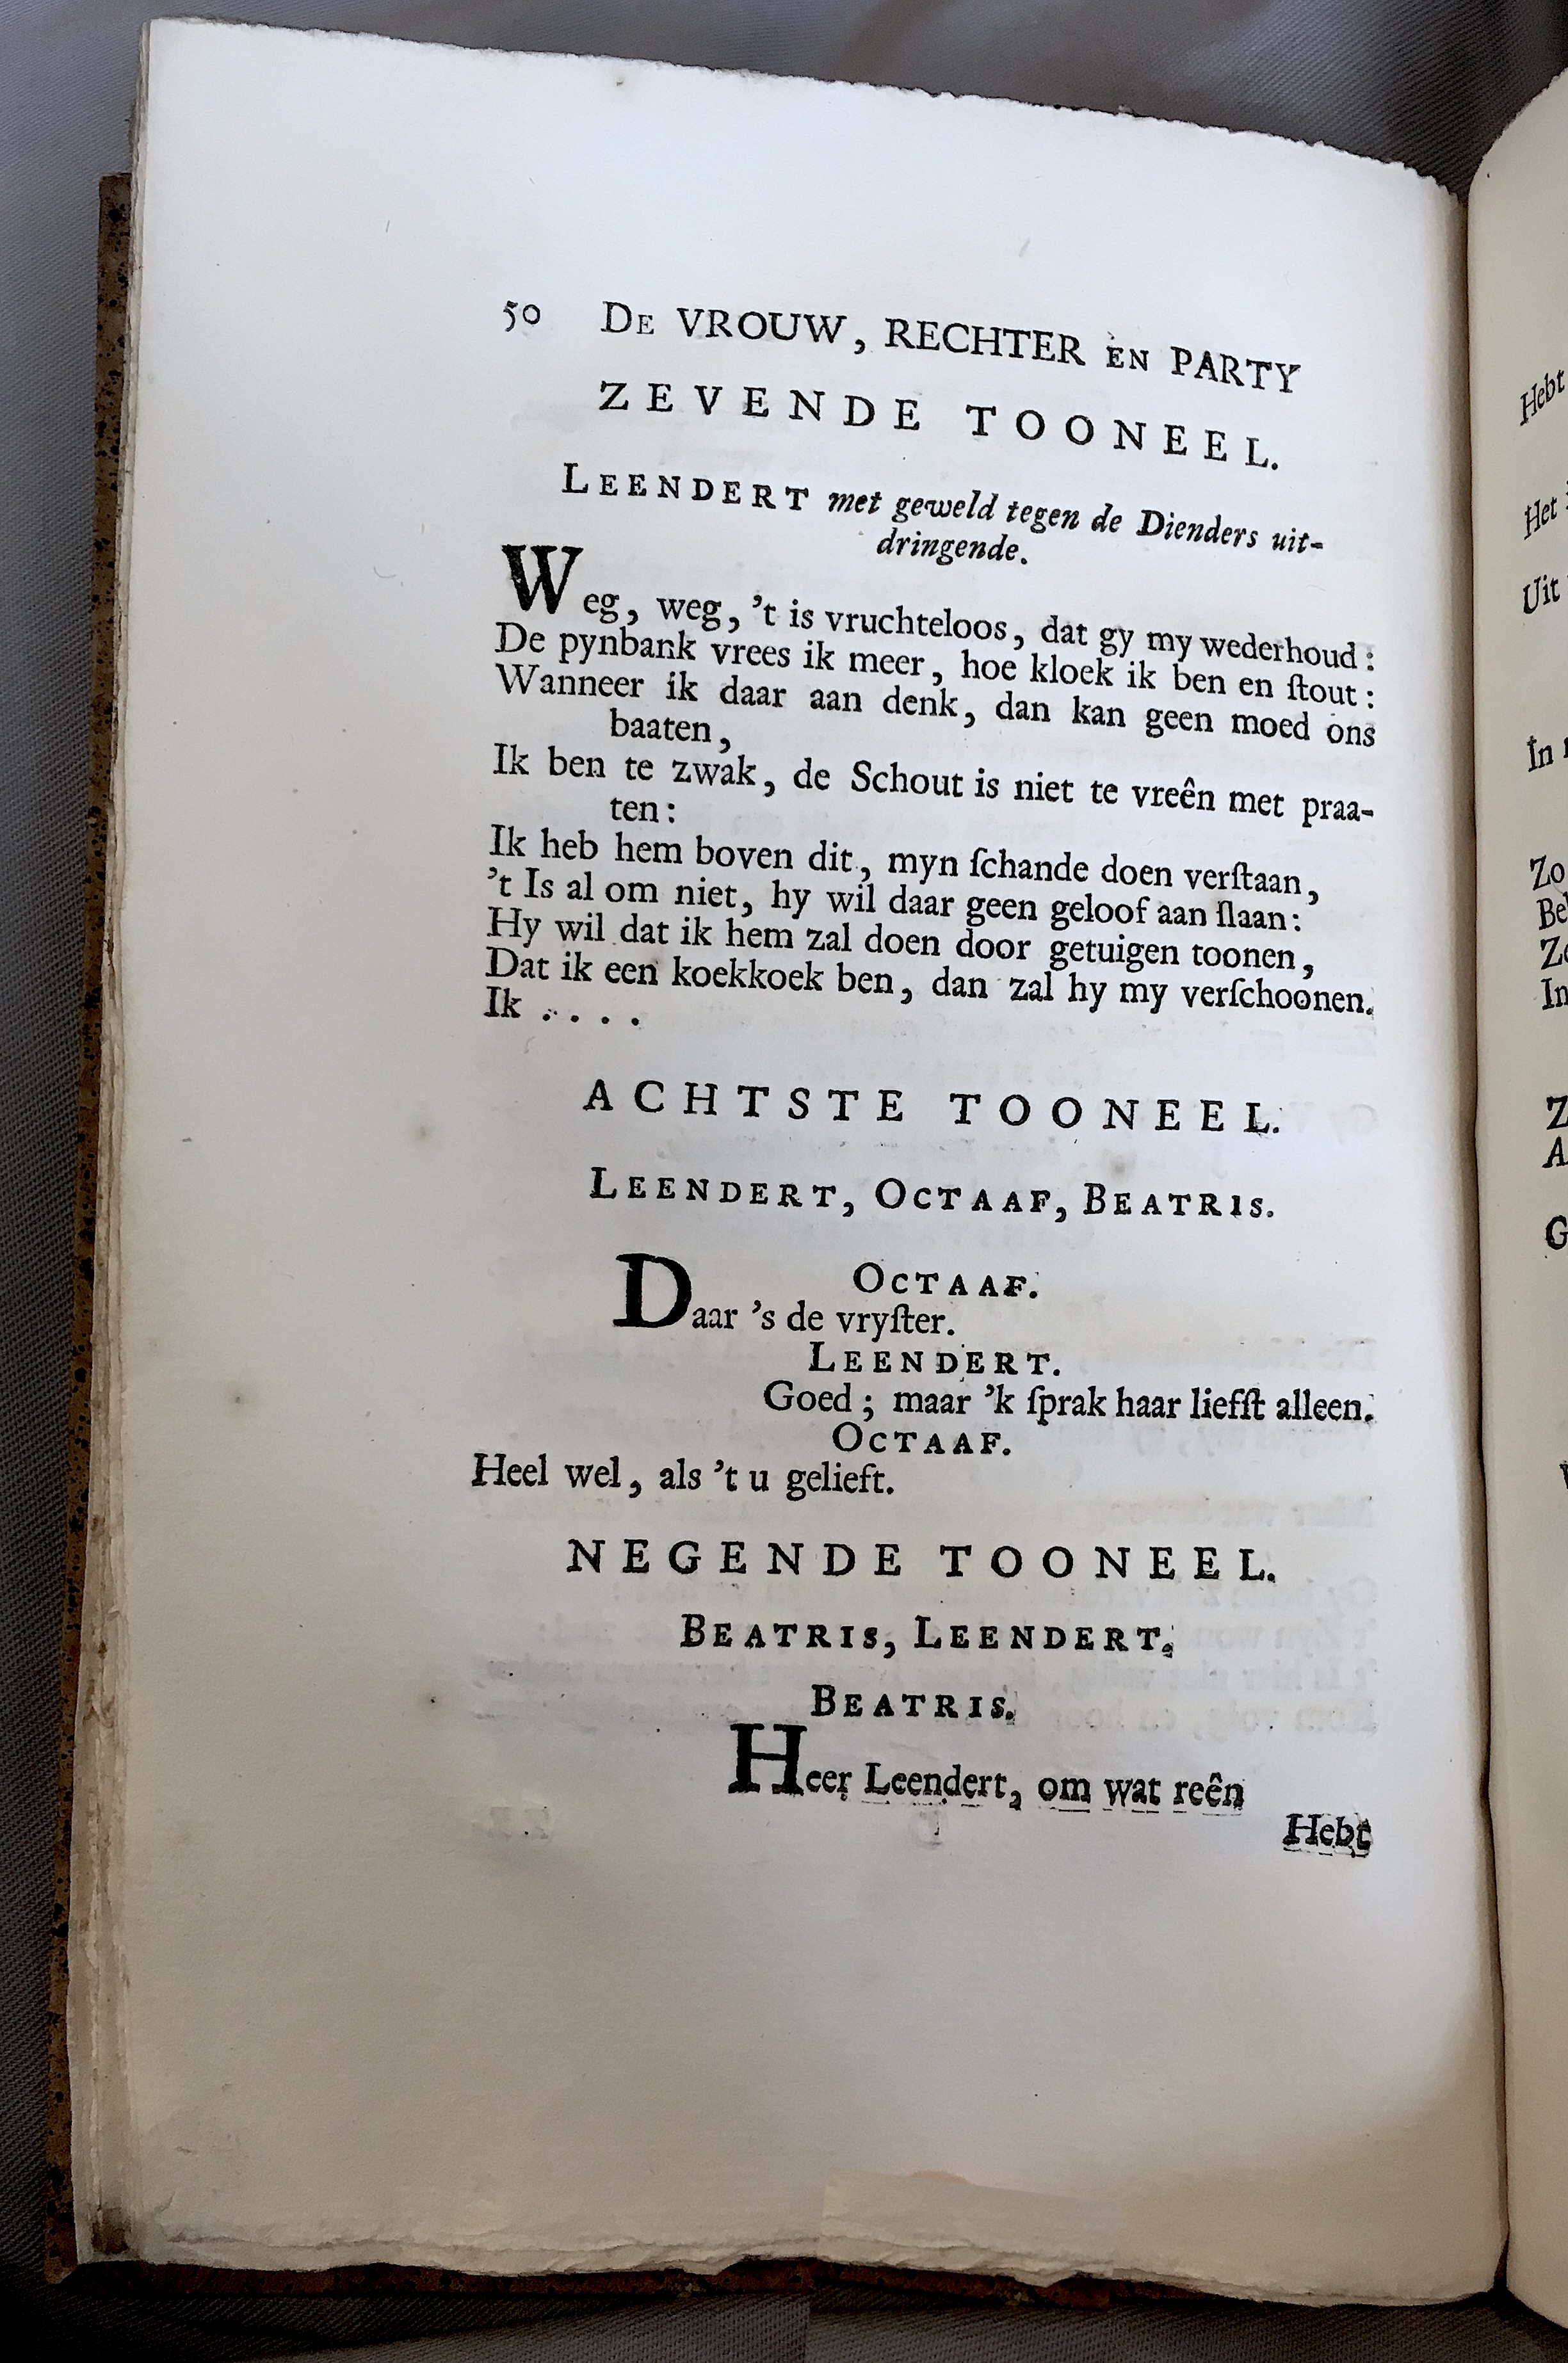 50 DE VROUW, RECHTER EN PARTY
ZEVENDE TOONEEL.
LEENDERT met geweld tegen de Dienders uit-
dringende.
Weg, weg, 't is vruchteloos, dat gy my wederhoud:
De pynbank vrees ik meer, hoe kloek ik ben en ſtout:
Wanneer ik daar aan denk, dan kan geen moed ons
baaten,
Ik ben te zwak, de Schout is niet te vreên met praa-
ten:
Ik heb hem boven dit, myn ſchande doen verſtaan,
't Is al om niet, hy wil daar geen geloof aan ſlaan:
Hy wil dat ik hem zal doen door getuigen toonen,
Dat ik een koekkoek ben, dan zal hy my verſchoonen.
Ik . . . .
ACHTSTE TOONEEL.
LEENDERT, OCTAAF, BEATRIS.
OCTAAF.
Daar 's de vryſter.
LEENDERT.
Goed; maar 'k ſprak haar liefſt alleen.
OCTAAF.
Heel wel, als 't u gelieft.
NEGENDE TOONEEL.
BEATRIS, LEENDERT.
BEATRIS.
Heer Leendert, om wat reên
Hebt
Hebt
Het
Uit
In
Zo
In